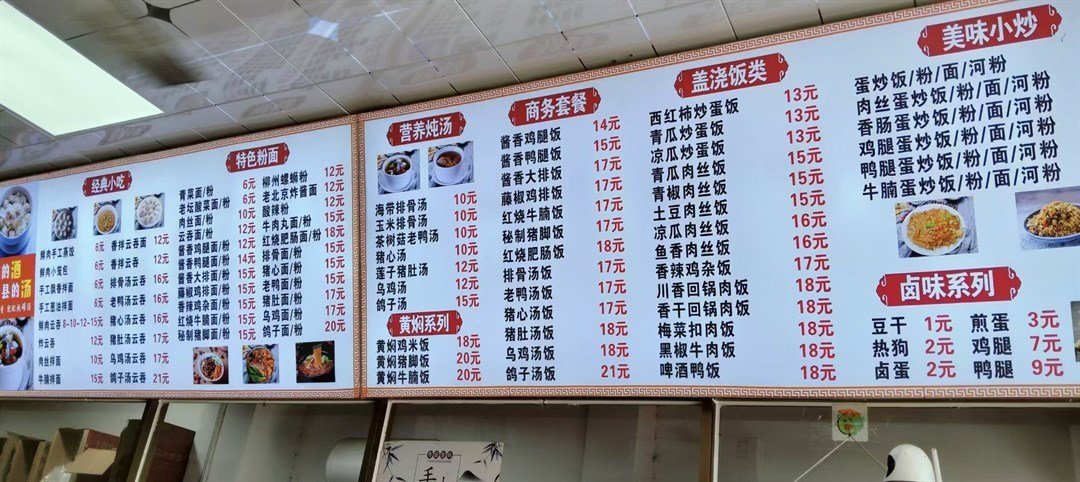 的酒
县的汤
经典小吃
鲜肉手工蒸饺 6元 香拌云吞面 12元
鲜肉小笼包 6元 香拌云吞 12元
手工飘香拌面 6元 排骨汤云吞 16元
手工葱油拌面 6元 老鸭汤云吞 16元
鲜肉云吞8-10-12-15元 猪心汤云吞 16元
炸云吞 12元 猪肚汤云吞 17元
肉丝拌面 10元 乌鸡汤云吞 17元
牛腩拌面 15元 鸽子汤云吞 21元
特色粉面
青菜面/粉 6元 柳州螺蛳粉 12元
老坛酸菜面/粉 6元 老北京炸酱面 12元
肉丝面/粉 10元 酸辣粉 12元
云吞面/粉 12元 牛肉丸面/粉 15元
酱香鸡腿面/粉 14元 红烧肥肠面/粉 18元
酱香大排面/粉 15元 排骨面/粉 15元
藤椒鸡排面/粉 15元 猪心面/粉 15元
香辣鸡杂面/粉 15元 老鸭面/粉 15元
红烧牛腩面/粉 15元 猪肚面/粉 17元
秘制猪脚面/粉 15元 乌鸡面/粉 17元
鸽子面/粉 20元
营养炖汤
海带排骨汤 10元
玉米排骨汤 10元
茶树菇老鸭汤 10元
猪心汤 10元
莲子猪肚汤 12元
乌鸡汤 12元
鸽子汤 15元
黄焖系列
黄焖鸡米饭 18元
黄焖排骨饭 20元
黄焖牛腩饭 20元
商务套餐
酱香鸡腿饭 14元
酱香鸭腿饭 15元
酱香大排饭 17元
藤椒鸡排饭 17元
红烧牛腩饭 17元
秘制猪脚饭 18元
红烧肥肠饭 17元
排骨汤饭 17元
老鸭汤饭 17元
猪心汤饭 17元
猪肚汤饭 18元
乌鸡汤饭 18元
鸽子汤饭 21元
盖浇饭类
西红柿炒蛋饭 13元
青瓜炒蛋饭 13元
凉瓜炒蛋饭 13元
青瓜肉丝饭 15元
青椒肉丝饭 15元
土豆肉丝饭 15元
凉瓜肉丝饭 16元
鱼香肉丝饭 16元
香辣鸡杂饭 16元
川香回锅肉饭 18元
香干回锅肉饭 18元
梅菜扣肉饭 18元
黑椒牛肉饭 18元
啤酒鸭饭 18元
美味小炒
蛋炒饭/粉/面/河粉
肉丝蛋炒饭/粉/面/河粉
香肠蛋炒饭/粉/面/河粉
鸡腿蛋炒饭/粉/面/河粉
鸭腿蛋炒饭/粉/面/河粉
牛腩蛋炒饭/粉/面/河粉
卤味系列
豆干 1元 煎蛋 3元
热狗 2元 鸡腿 7元
卤蛋 2元 鸭腿 9元